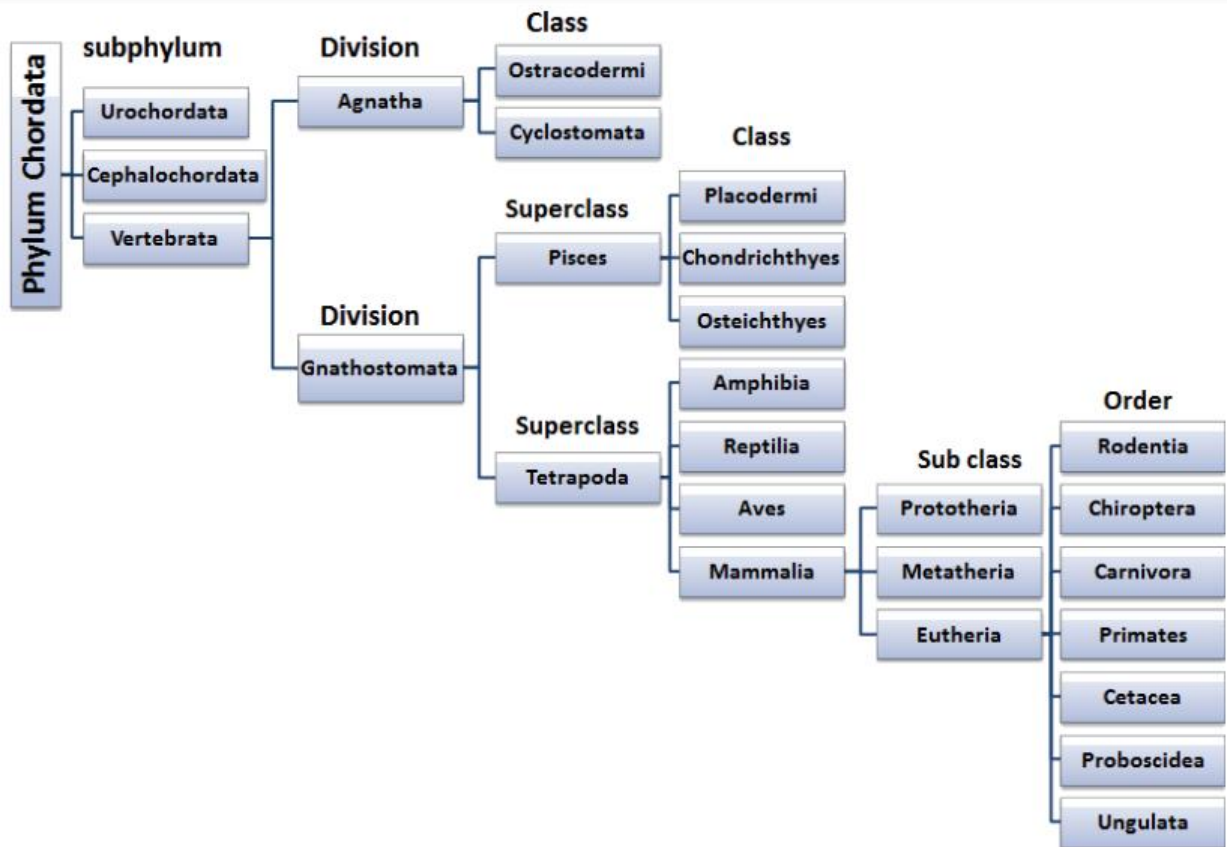 Phylum Chordata
subphylum
Urochordata
Cephalochordata
Vertebrata
Division
Agnatha
Division
Gnathostomata
Class
Ostracodermi
Cyclostomata
Superclass
Pisces
Superclass
Tetrapoda
Class
Placodermi
Chondrichthyes
Osteichthyes
Amphibia
Reptilia
Aves
Mammalia
Sub class
Prototheria
Metatheria
Eutheria
Order
Rodentia
Chiroptera
Carnivora
Primates
Cetacea
Proboscidea
Ungulata